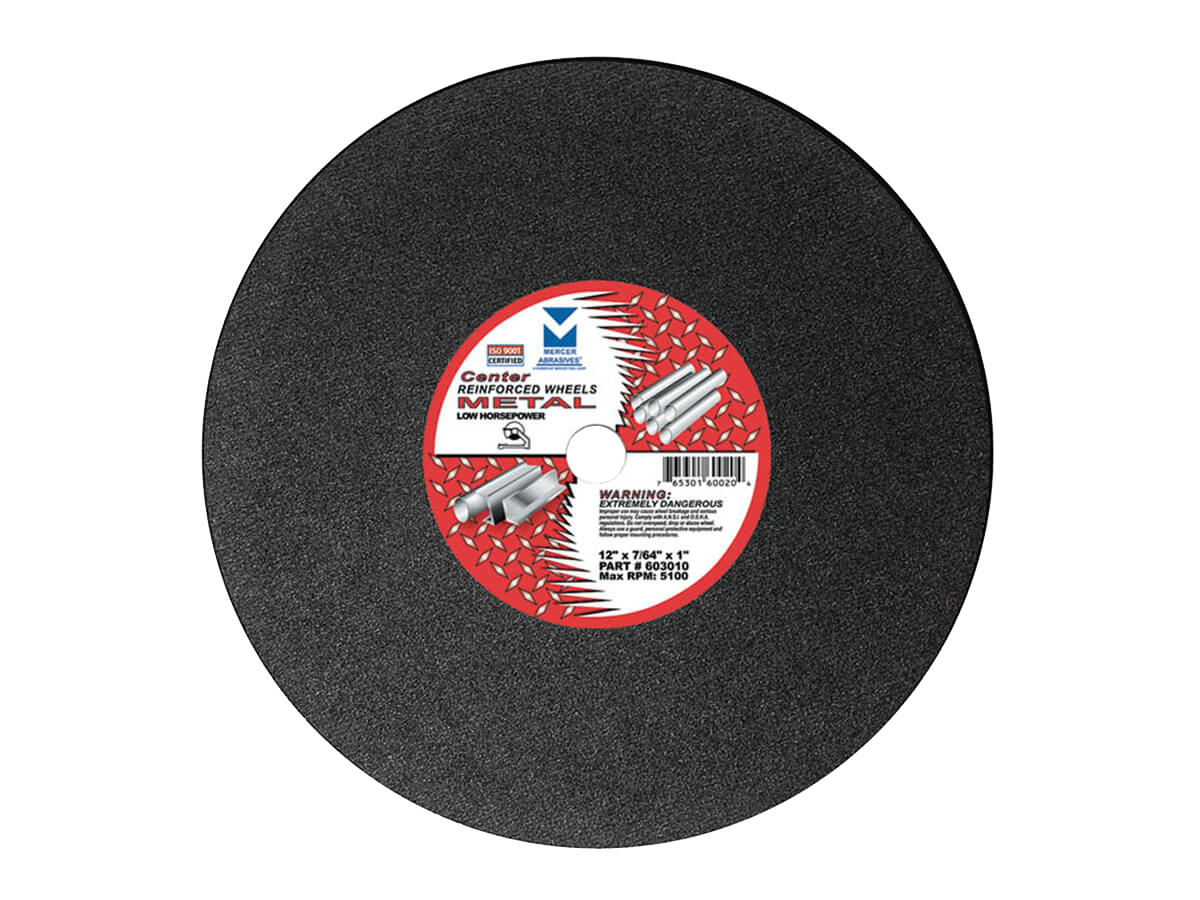 MERCER
ABRASIVES®
ISO 9001
CERTIFIED
Center
REINFORCED WHEELS
METAL
LOW HORSEPOWER
7 65301 60020 4
WARNING:
EXTREMELY DANGEROUS
Improper use may cause wheel breakage and serious
personal injury. Comply with A.N.S.I. and O.S.H.A.
regulations. Do not overspeed, drop or abuse wheel.
Always use a guard, personal protective equipment and
follow proper mounting procedures.
12" x 7/64" x 1"
PART # 603010
Max RPM: 5100